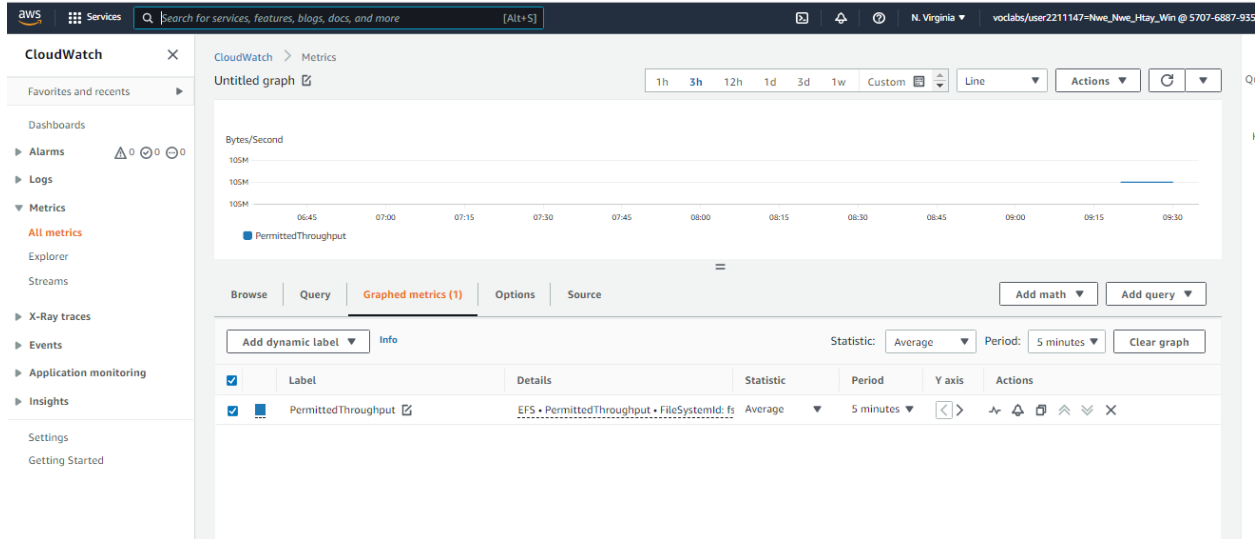 aws Services Search for services, features, blogs, docs, and more [Alt+S] N. Virginia ▼ voclabs/user2211147=Nwe_Nwe_Htay_Win @ 5707-6887-935
CloudWatch
Favorites and recents
Dashboards
Alarms 0 0 0
Logs
Metrics
All metrics
Explorer
Streams
X-Ray traces
Events
Application monitoring
Insights
Settings
Getting Started
CloudWatch > Metrics
Untitled graph 1h 3h 12h 1d 3d 1w Custom Line Actions
Bytes/Second
105M
105M
105M
06:45 07:00 07:15 07:30 07:45 08:00 08:15 08:30 08:45 09:00 09:15 09:30
PermittedThroughput
Browse Query Graphed metrics (1) Options Source Add math Add query
Add dynamic label Info Statistic: Average Period: 5 minutes Clear graph
Label Details Statistic Period Y axis Actions
PermittedThroughput EFS • PermittedThroughput • FileSystemId: fs Average 5 minutes < >